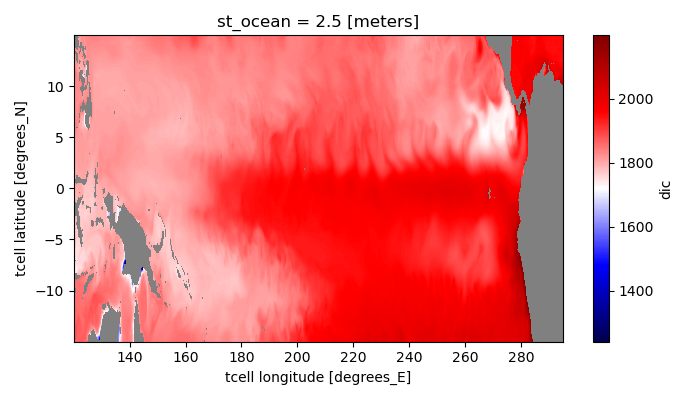 st_ocean = 2.5 [meters]
10
5
0
−5
−10
tcell latitude [degrees_N]
140 160 180 200 220 240 260 280
tcell longitude [degrees_E]
2000
1800
1600
1400
dic